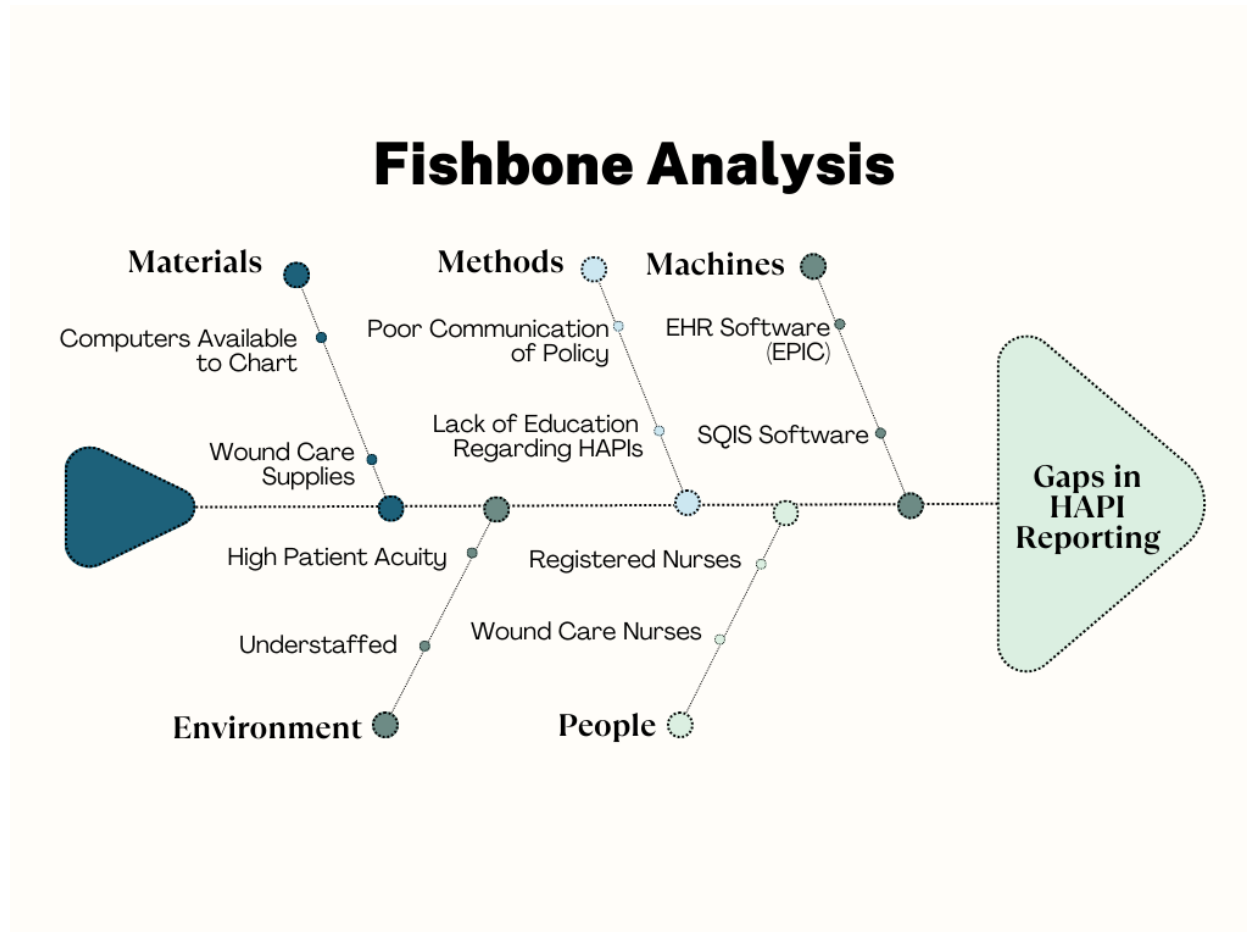 Fishbone Analysis
Materials
Computers Available
to Chart
Wound Care
Supplies
Methods
Poor Communication
of Policy
Lack of Education
Regarding HAPIs
Machines
EHR Software
(EPIC)
SQIS Software
High Patient Acuity
Understaffed
Environment
Registered Nurses
Wound Care Nurses
People
Gaps in
HAPI
Reporting